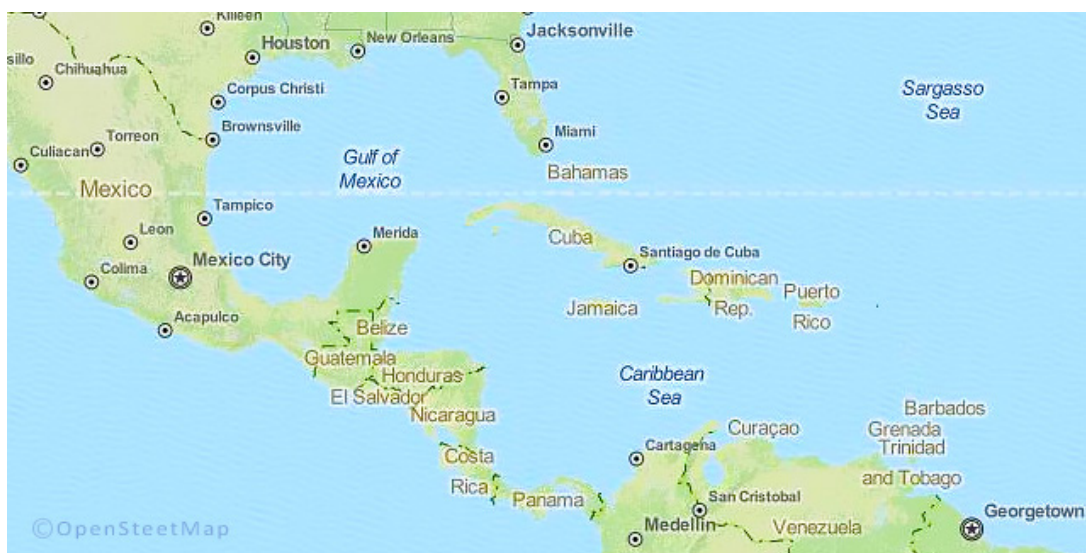 Killeen
Houston
New Orleans
Jacksonville
sillo
Chihuahua
Tampa
Sargasso
Sea
Corpus Christi
Brownsville
Miami
Torreon
Culiacan
Gulf of
Mexico
Bahamas
Mexico
Tampico
Leon
Merida
Cuba
Santiago de Cuba
Mexico City
Colima
Dominican
Rep.
Puerto
Rico
Jamaica
Acapulco
Belize
Guatemala
Honduras
Caribbean
Sea
El Salvador
Nicaragua
Barbados
Curaçao
Grenada
Trinidad
and Tobago
Cartagena
Costa
Rica
Panama
San Cristobal
Georgetown
Medellin
Venezuela
©OpenSteetMap